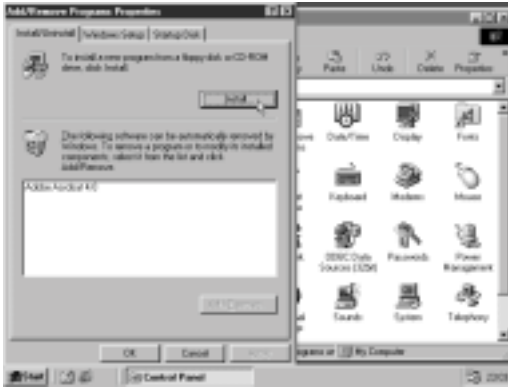 Add/Remove Programs Properties
Install/Uninstall
Windows Setup
Startup Disk
To install a new program from a floppy disk or CD-ROM
drive, click Install.
Install...
The following software can be automatically removed by
Windows. To remove a program or to modify its installed
components, select it from the list and click
Add/Remove.
Adobe Acrobat 4.0
Add/Remove...
OK
Cancel
Apply
Paste
Undo
Delete
Properties
Date/Time
Display
Fonts
Keyboard
Modems
Mouse
ODBC Data
Sources (32bit)
Passwords
Power
Management
Sounds
System
Telephony
My Computer
Start
Control Panel